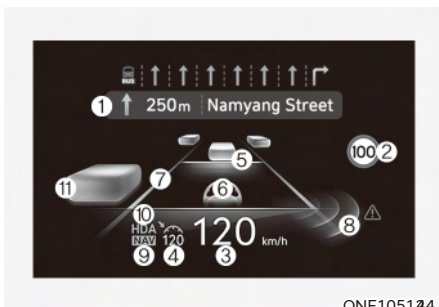 BUS
① 250m Namyang Street
100 ②
⑤
⑪ ⑦ ⑥
⑩ ⑧
HDA 120 120 km/h
NAV
⑨ ④ ③